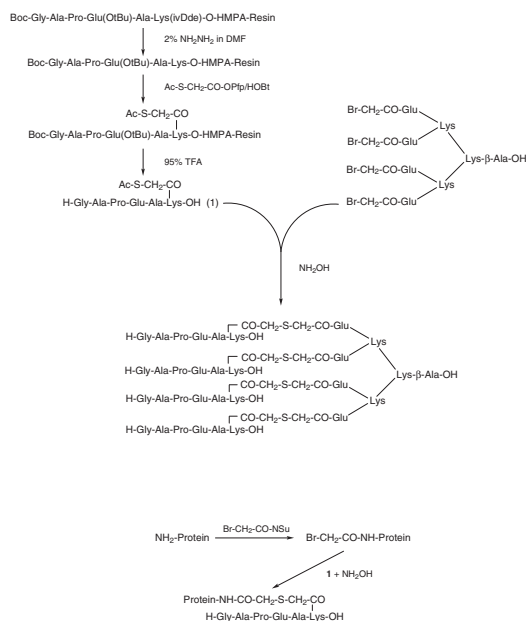 Boc-Gly-Ala-Pro-Glu(OtBu)-Ala-Lys(ivDde)-O-HMPA-Resin
2% NH2NH2 in DMF
Boc-Gly-Ala-Pro-Glu(OtBu)-Ala-Lys-O-HMPA-Resin
Ac-S-CH2-CO-OPfp/HOBt
Ac-S-CH2-CO
Boc-Gly-Ala-Pro-Glu(OtBu)-Ala-Lys-O-HMPA-Resin
95% TFA
Ac-S-CH2-CO
H-Gly-Ala-Pro-Glu-Ala-Lys-OH (1)
Br-CH2-CO-Glu
Lys
Br-CH2-CO-Glu
Lys-β-Ala-OH
Br-CH2-CO-Glu
Lys
Br-CH2-CO-Glu
NH2OH
CO-CH2-S-CH2-CO-Glu
H-Gly-Ala-Pro-Glu-Ala-Lys-OH
Lys
CO-CH2-S-CH2-CO-Glu
H-Gly-Ala-Pro-Glu-Ala-Lys-OH
Lys-β-Ala-OH
CO-CH2-S-CH2-CO-Glu
H-Gly-Ala-Pro-Glu-Ala-Lys-OH
Lys
CO-CH2-S-CH2-CO-Glu
H-Gly-Ala-Pro-Glu-Ala-Lys-OH
NH2-Protein
Br-CH2-CO-NSu
Br-CH2-CO-NH-Protein
1 + NH2OH
Protein-NH-CO-CH2-S-CH2-CO
H-Gly-Ala-Pro-Glu-Ala-Lys-OH